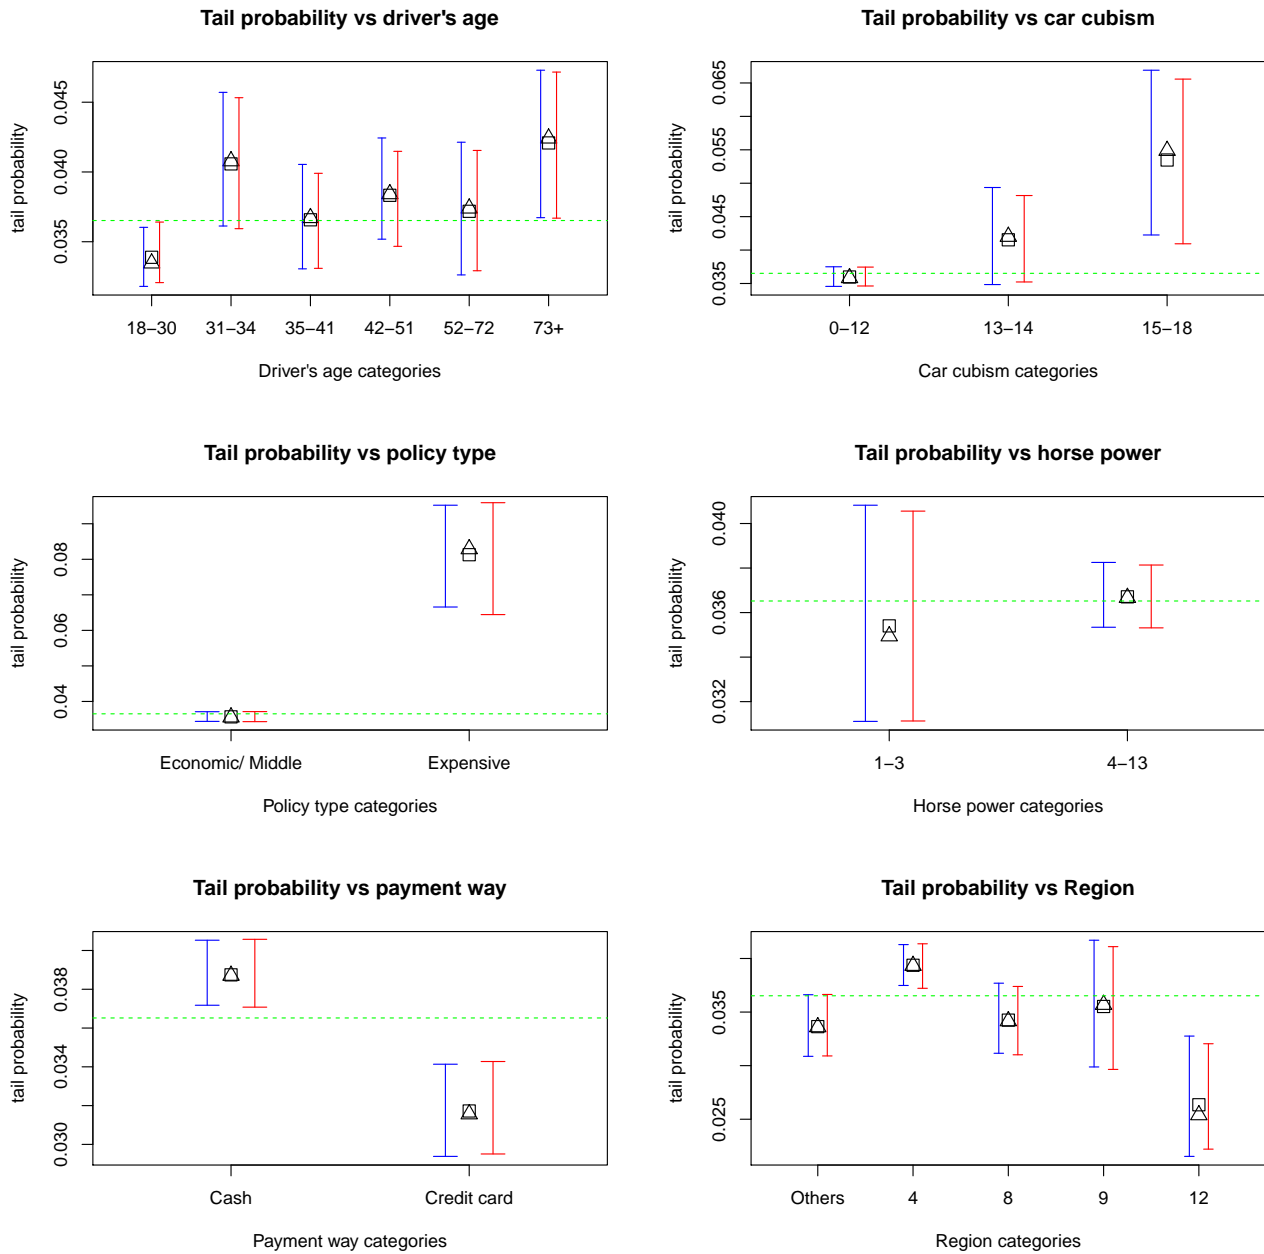 Tail probability vs driver's age
tail probability
0.035 0.040 0.045
18–30 31–34 35–41 42–51 52–72 73+
Driver's age categories
Tail probability vs car cubism
tail probability
0.035 0.045 0.055 0.065
0–12 13–14 15–18
Car cubism categories
Tail probability vs policy type
tail probability
0.04 0.06 0.08
Economic/ Middle Expensive
Policy type categories
Tail probability vs horse power
tail probability
0.032 0.036 0.040
1–3 4–13
Horse power categories
Tail probability vs payment way
tail probability
0.030 0.034 0.038
Cash Credit card
Payment way categories
Tail probability vs Region
tail probability
0.025 0.035
Others 4 8 9 12
Region categories